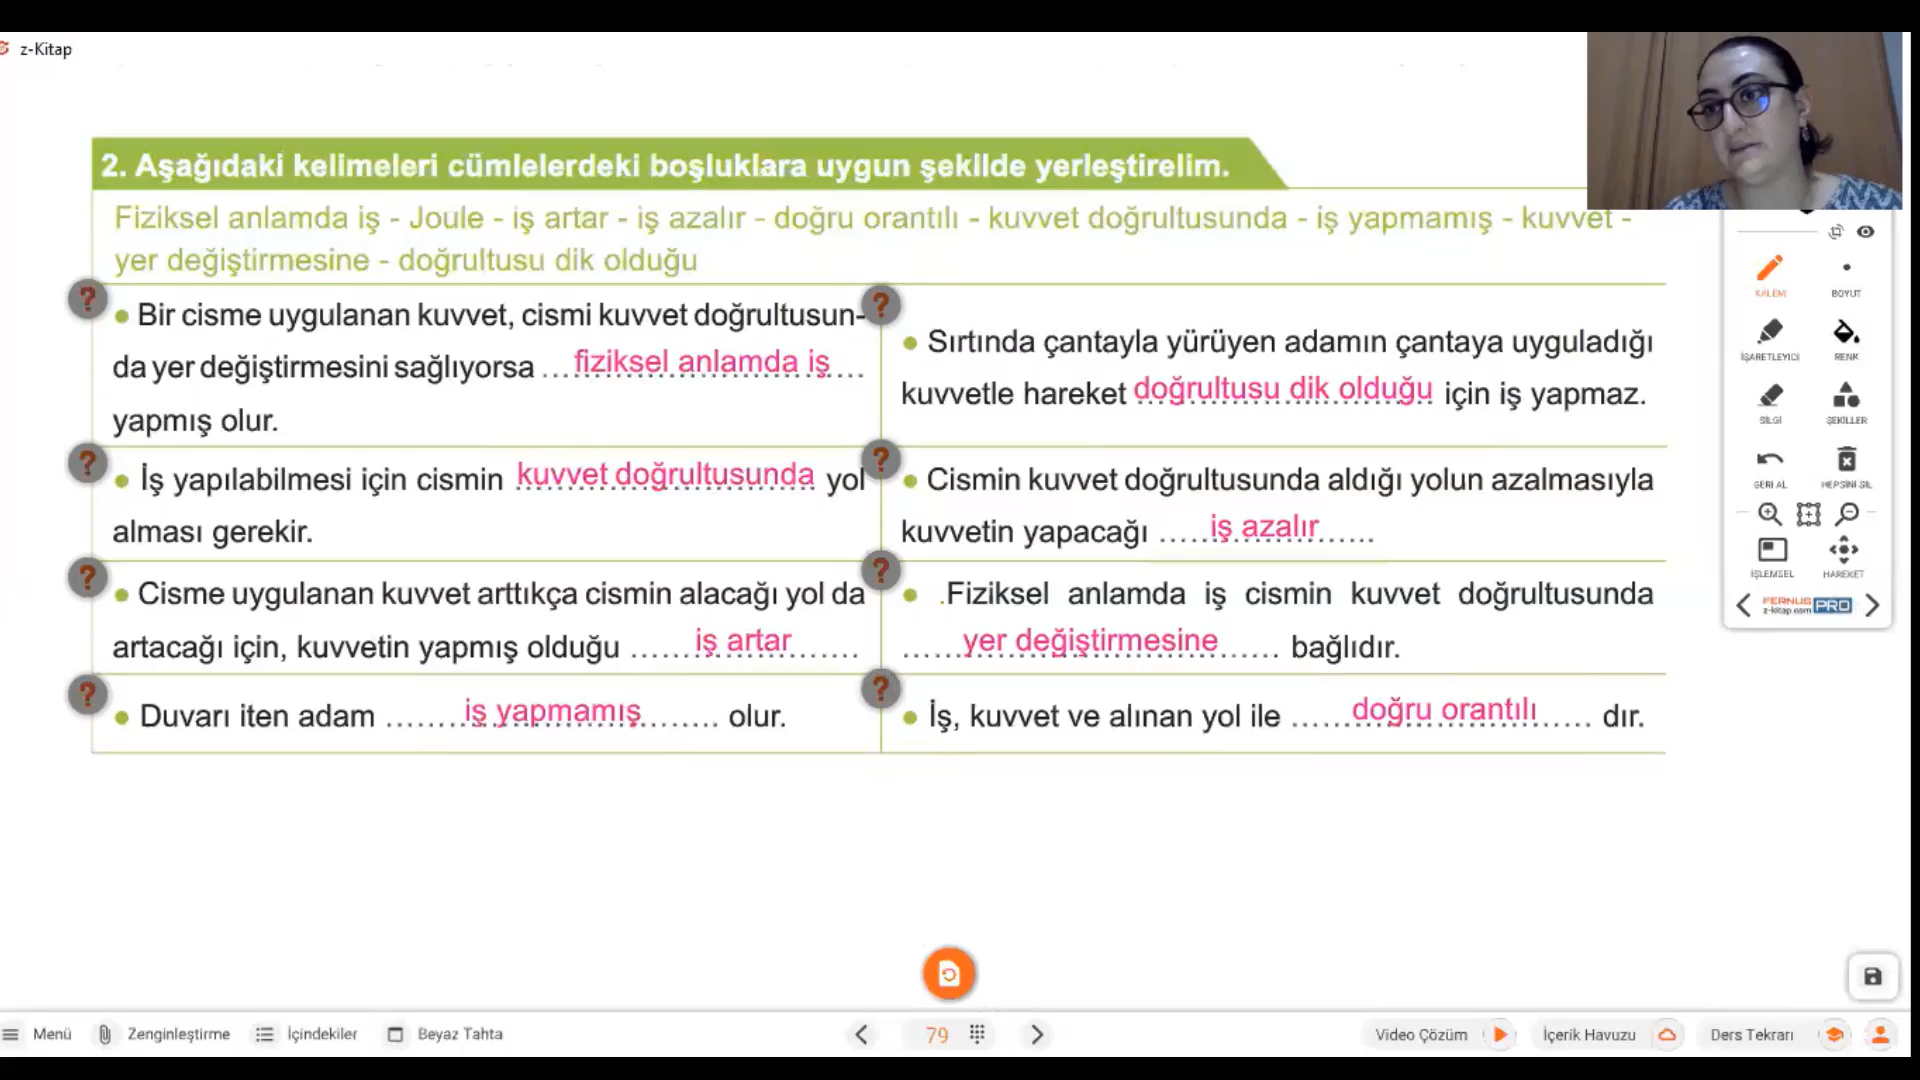 z-Kitap
2. Aşağıdaki kelimeleri cümlelerdeki boşluklara uygun şekilde yerleştirelim.
Fiziksel anlamda iş - Joule - iş artar - iş azalır - doğru orantılı - kuvvet doğrultusunda - iş yapmamış - kuvvet -
yer değiştirmesine - doğrultusu dik olduğu
? • Bir cisme uygulanan kuvvet, cismi kuvvet doğrultusun-
da yer değiştirmesini sağlıyorsa ...fiziksel anlamda iş...
yapmış olur.
? • Sırtında çantayla yürüyen adamın çantaya uyguladığı
kuvvetle hareket doğrultusu dik olduğu için iş yapmaz.
? • İş yapılabilmesi için cismin kuvvet doğrultusunda yol
alması gerekir.
? • Cismin kuvvet doğrultusunda aldığı yolun azalmasıyla
kuvvetin yapacağı .....iş azalır......
? • Cisme uygulanan kuvvet arttıkça cismin alacağı yol da
artacağı için, kuvvetin yapmış olduğu ......iş artar.......
? • .Fiziksel anlamda iş cismin kuvvet doğrultusunda
......yer değiştirmesine...... bağlıdır.
? • Duvarı iten adam ........iş yapmamış........ olur.
? • İş, kuvvet ve alınan yol ile ......doğru orantılı...... dır.
KALEM
BOYUT
İŞARETLEYİCİ
RENK
SİLGİ
ŞEKİLLER
GERİ AL
HEPSİNİ SİL
İŞLEMSEL
HAREKET
FERNUS
z-kitap.com PRO
Menü
Zenginleştirme
İçindekiler
Beyaz Tahta
79
Video Çözüm
İçerik Havuzu
Ders Tekrarı